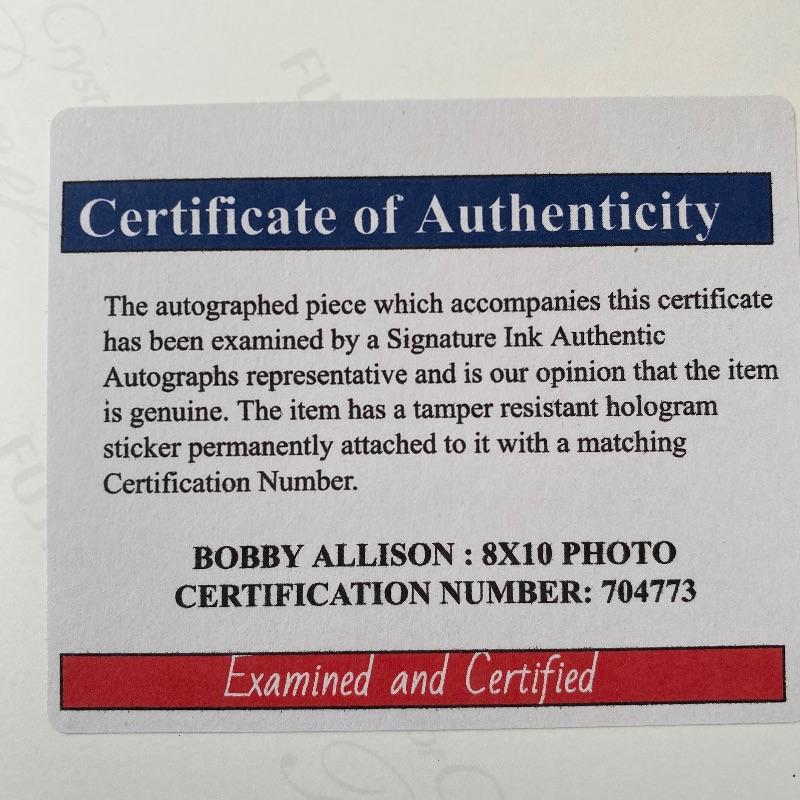 Certificate of Authenticity
The autographed piece which accompanies this certificate
has been examined by a Signature Ink Authentic
Autographs representative and is our opinion that the item
is genuine. The item has a tamper resistant hologram
sticker permanently attached to it with a matching
Certification Number.
BOBBY ALLISON : 8X10 PHOTO
CERTIFICATION NUMBER: 704773
Examined and Certified